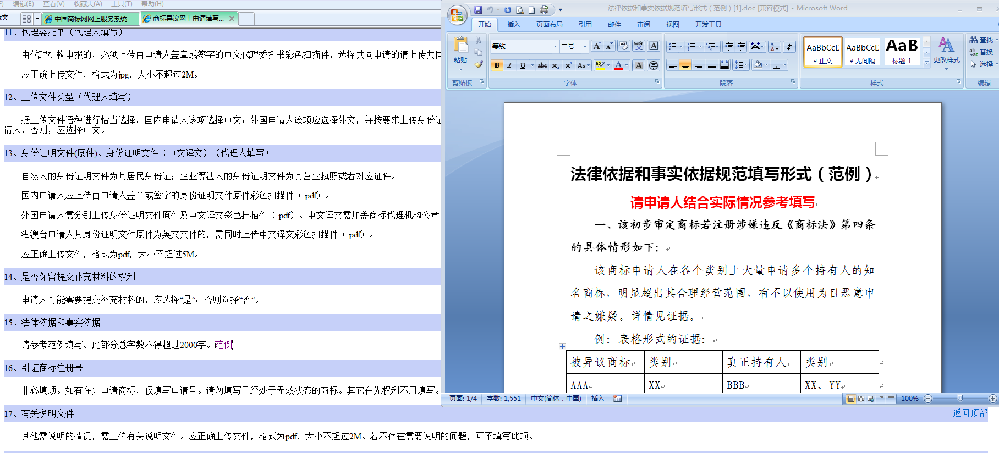 编辑(E) 查看(V) 收藏夹(A) 工具(T) 帮助(H)
中国商标网网上服务系统
商标异议网上申请填写...
11、代理委托书（代理人填写）
由代理机构申报的，必须上传由申请人盖章或签字的中文代理委托书彩色扫描件，选择共同申请的请上传共同
应正确上传文件，格式为jpg，大小不超过2M。
12、上传文件类型（代理人填写）
据上传文件语种进行恰当选择。国内申请人该项选择中文；外国申请人该项应选择外文，并按要求上传身份证
请人，否则，应选择中文。
13、身份证明文件(原件)、身份证明文件（中文译文）（代理人填写）
自然人的身份证明文件为其居民身份证；企业等法人的身份证明文件为其营业执照或者对应证件。
国内申请人应上传由申请人盖章或签字的身份证明文件原件彩色扫描件（.pdf）。
外国申请人需分别上传身份证明文件原件及中文译文彩色扫描件（.pdf）。中文译文需加盖商标代理机构公章
港澳台申请人其身份证明文件原件为英文文件的，需同时上传中文译文彩色扫描件（.pdf）。
应正确上传文件，格式为pdf，大小不超过5M。
14、是否保留提交补充材料的权利
申请人可能需要提交补充材料的，应选择“是”；否则选择“否”。
15、法律依据和事实依据
请参考范例填写。此部分总字数不得超过2000字。范例
16、引证商标注册号
非必填项。如有在先申请商标，仅填写申请号。请勿填写已经处于无效状态的商标。其它在先权利不用填写。
17、有关说明文件
返回顶部
其他需说明的情况，需上传有关说明文件。应正确上传文件，格式为pdf，大小不超过2M。若不存在需要说明的问题，可不填写此项。
法律依据和事实依据规范填写形式（范例）[1].doc [兼容模式] - Microsoft Word
开始 插入 页面布局 引用 邮件 审阅 视图 开发工具
粘贴
剪贴板
等线 二号
B I U abc x₂ x² Aa
字体
段落
AaBbCcD AaBbCcD AaB
正文 无间隔 标题 1
更改样式
样式
查找
替换
选择
编辑
法律依据和事实依据规范填写形式（范例）
请申请人结合实际情况参考填写
一、该初步审定商标若注册涉嫌违反《商标法》第四条
的具体情形如下：
该商标申请人在各个类别上大量申请多个持有人的知
名商标，明显超出其合理经营范围，有不以使用为目恶意申
请之嫌疑。详情见证据。
例：表格形式的证据：
被异议商标 类别 真正持有人 类别
AAA XX BBB XX、YY
页面: 1/4 字数: 1,551 中文(简体，中国) 插入 100%